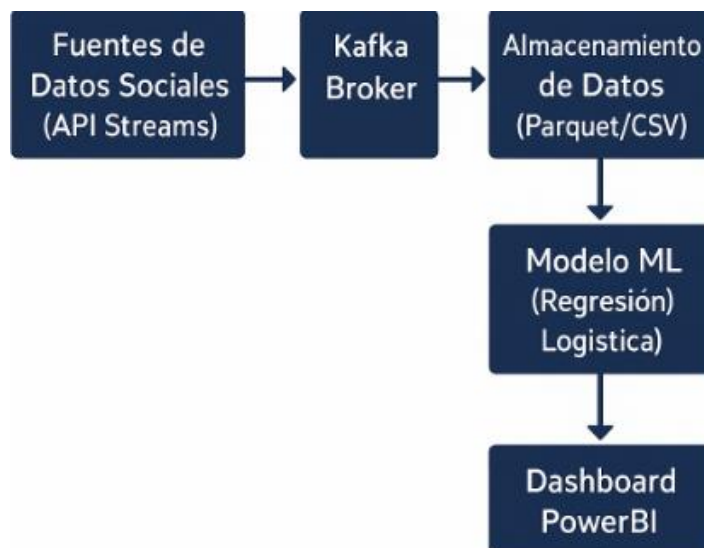 Fuentes de
Datos Sociales
(API Streams)
Kafka
Broker
Almacenamiento
de Datos
(Parquet/CSV)
Modelo ML
(Regresión)
Logistica)
Dashboard
PowerBI